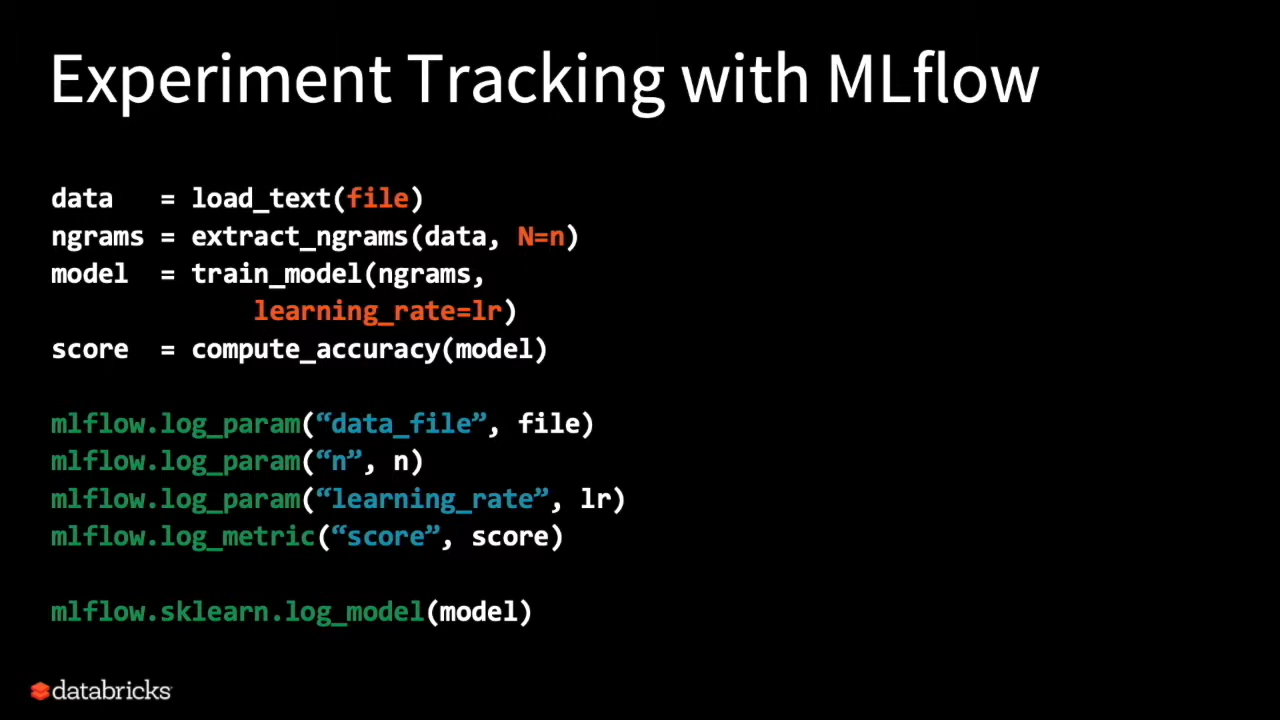 Experiment Tracking with MLflow
data   = load_text(file)
ngrams = extract_ngrams(data, N=n)
model  = train_model(ngrams,
             learning_rate=lr)
score  = compute_accuracy(model)
mlflow.log_param(“data_file”, file)
mlflow.log_param(“n”, n)
mlflow.log_param(“learning_rate”, lr)
mlflow.log_metric(“score”, score)
mlflow.sklearn.log_model(model)
databricks